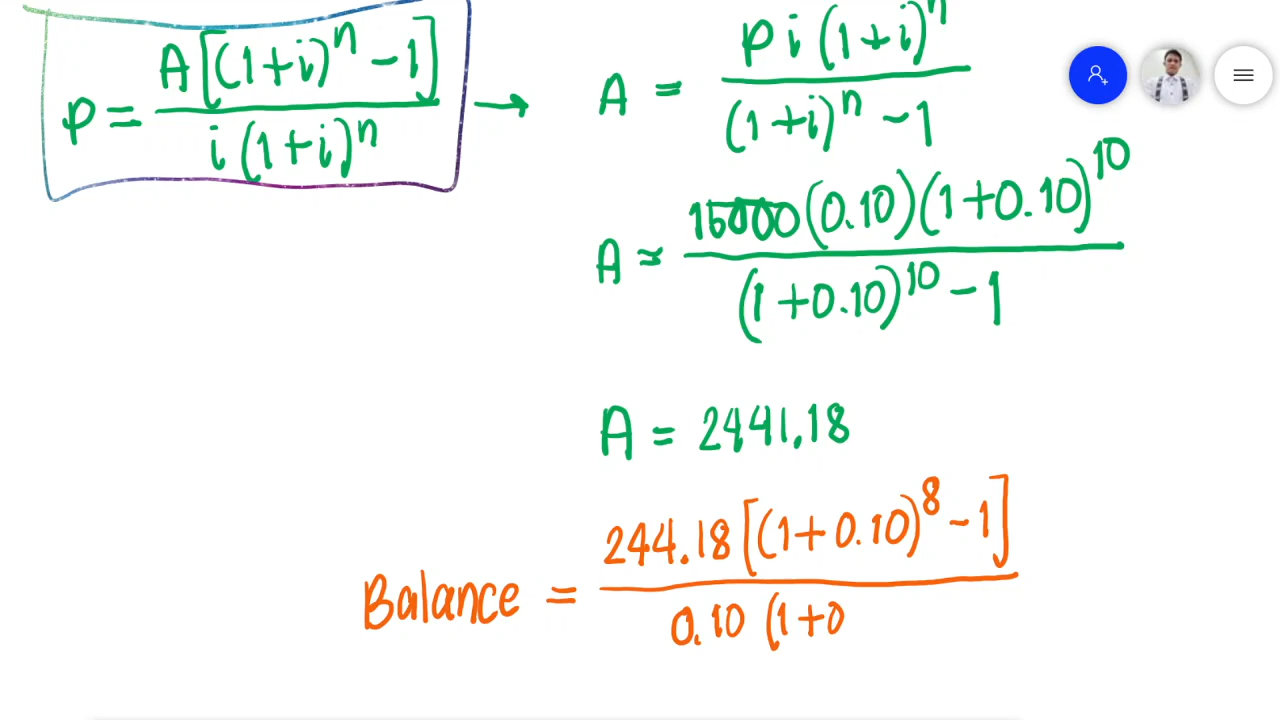 P = A[(1+i)^n - 1] / i(1+i)^n →
A = Pi(1+i)^n / (1+i)^n - 1
A = 15000(0.10)(1+0.10)^10 / (1+0.10)^10 - 1
A = 2441.18
Balance = 244.18[(1+0.10)^8 - 1] / 0.10(1+0